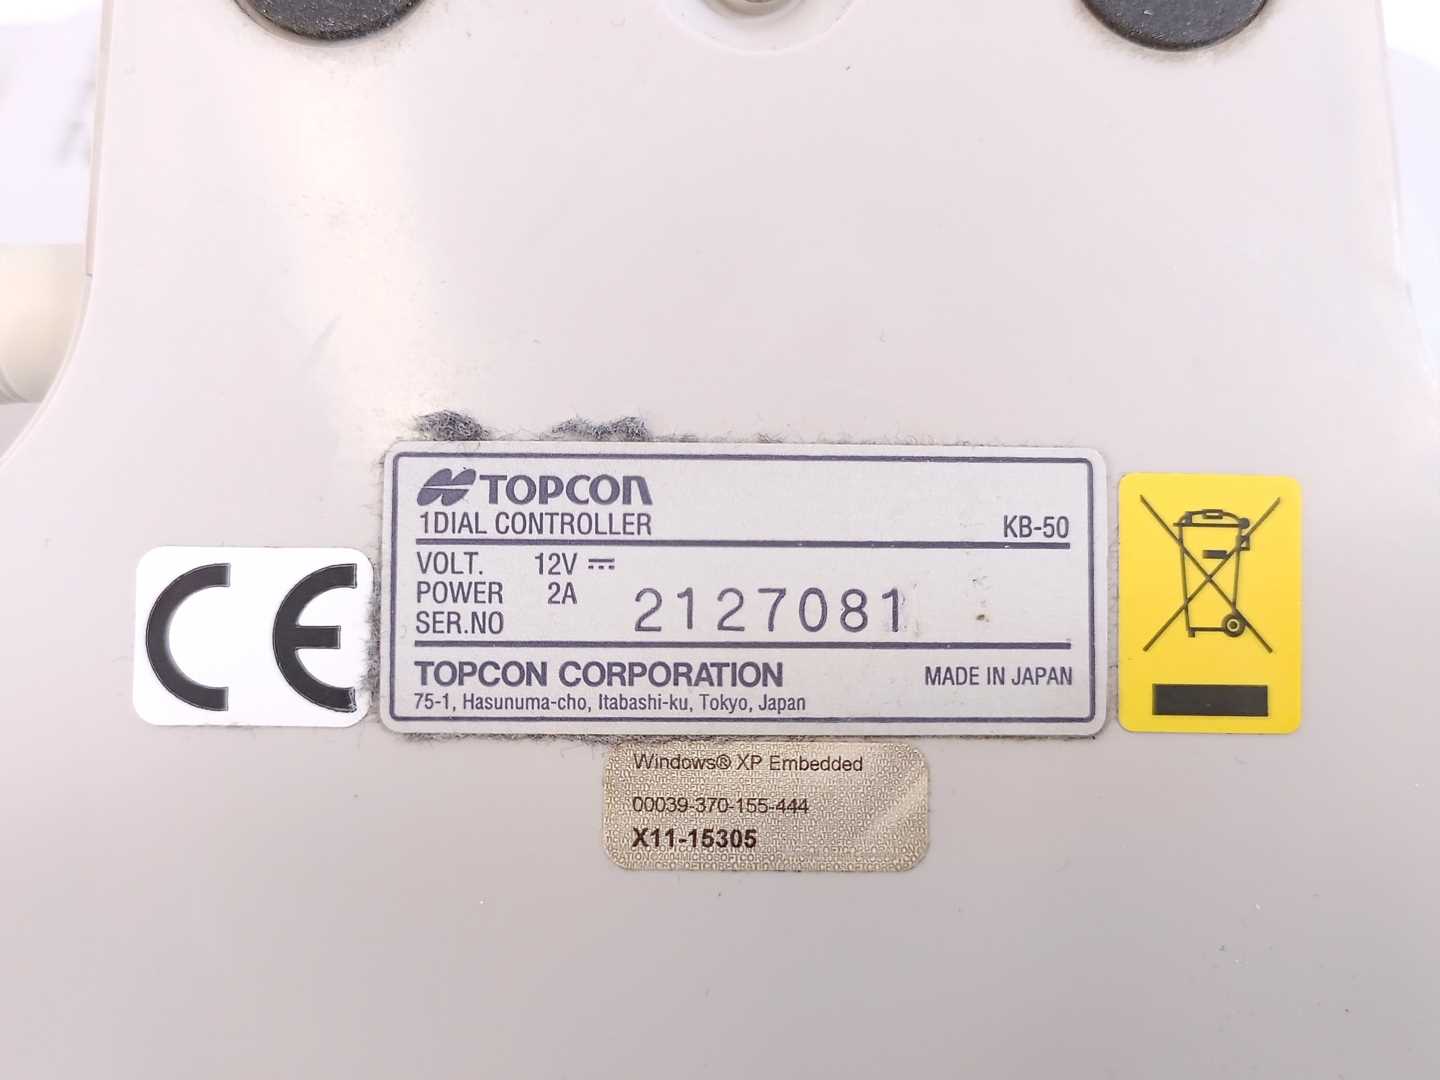 TOPCON
1DIAL CONTROLLER KB-50
VOLT. 12V
POWER 2A
SER.NO 2127081
TOPCON CORPORATION MADE IN JAPAN
75-1, Hasunuma-cho, Itabashi-ku, Tokyo, Japan
CE
Windows® XP Embedded
00039-370-155-444
X11-15305